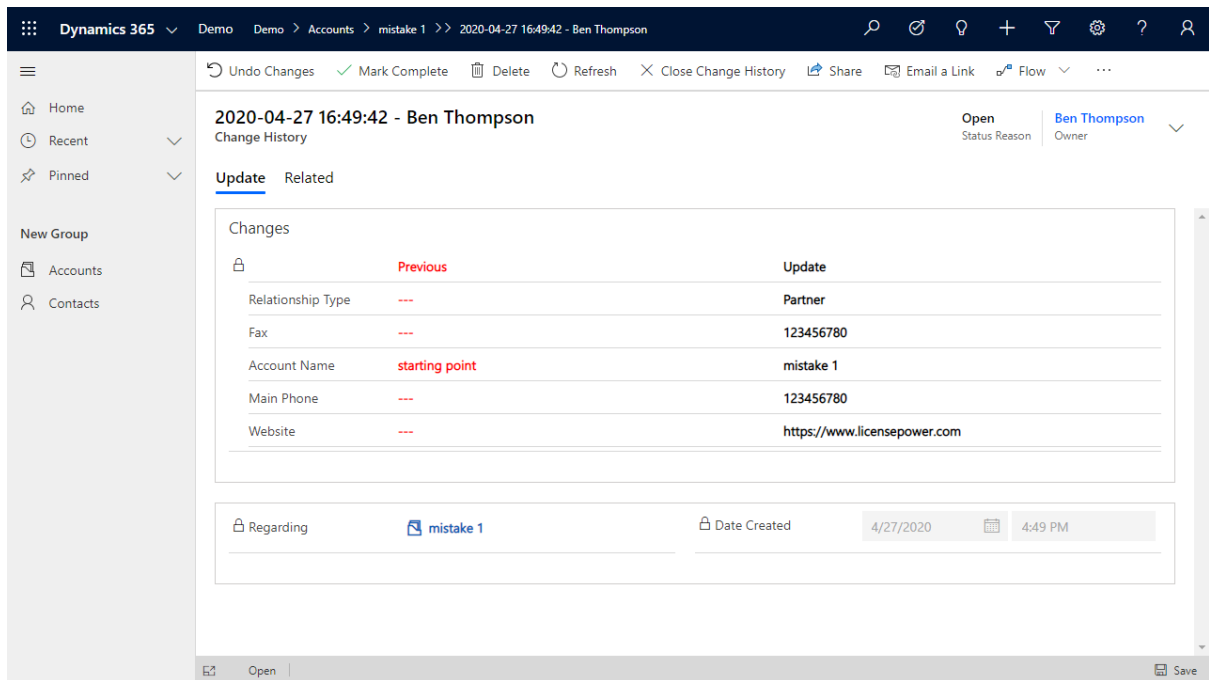 Dynamics 365 Demo Demo > Accounts > mistake 1 >> 2020-04-27 16:49:42 - Ben Thompson
Undo Changes Mark Complete Delete Refresh Close Change History Share Email a Link Flow ...
Home
Recent
Pinned
New Group
Accounts
Contacts
2020-04-27 16:49:42 - Ben Thompson
Change History
Open
Status Reason
Ben Thompson
Owner
Update Related
Changes
Previous Update
Relationship Type --- Partner
Fax --- 123456780
Account Name starting point mistake 1
Main Phone --- 123456780
Website --- https://www.licensepower.com
Regarding mistake 1 Date Created 4/27/2020 4:49 PM
Open Save